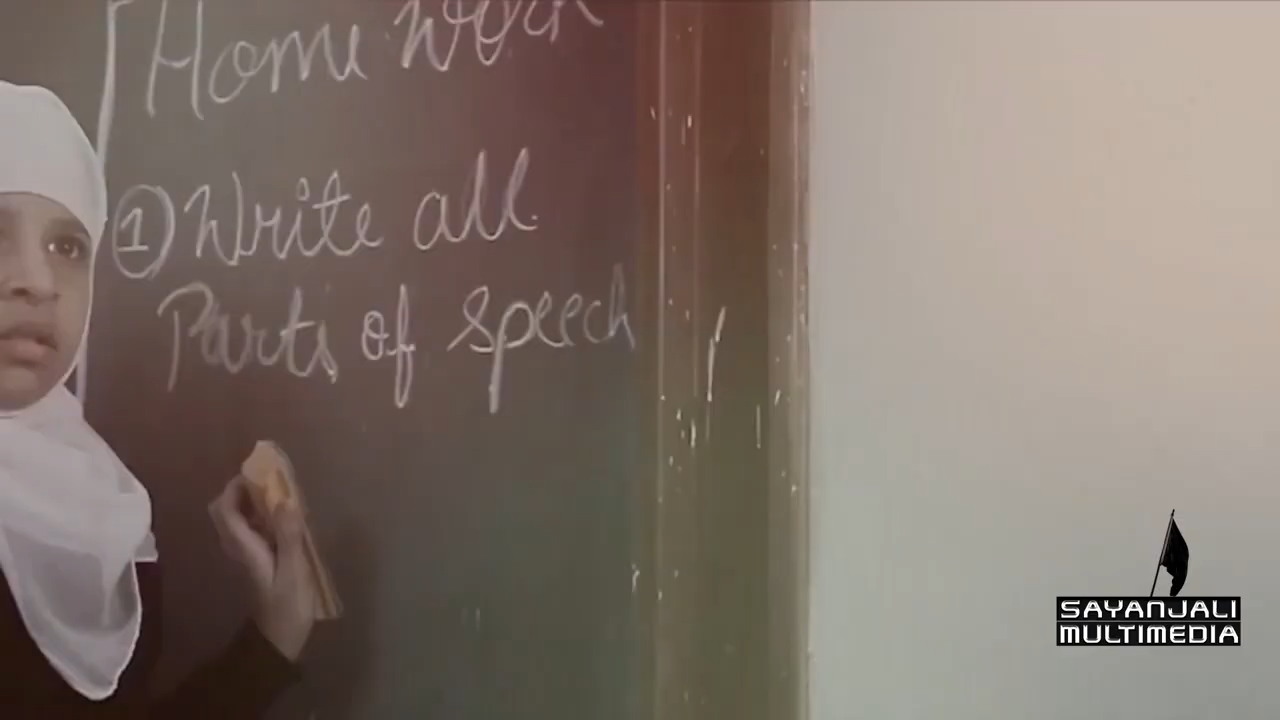 Home Work
① Write all
Parts of speech
SAYANJALI
MULTIMEDIA